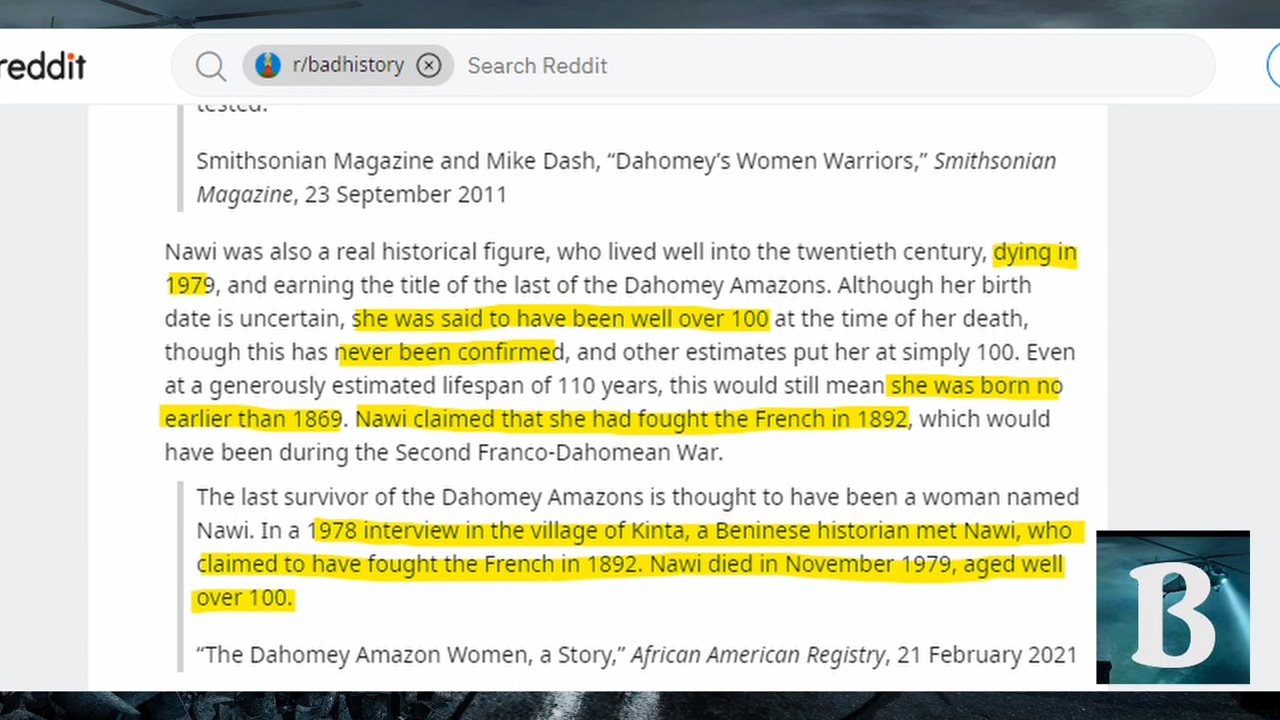 reddit
r/badhistory
Search Reddit
tested.
Smithsonian Magazine and Mike Dash, “Dahomey’s Women Warriors,” Smithsonian
Magazine, 23 September 2011
Nawi was also a real historical figure, who lived well into the twentieth century, dying in
1979, and earning the title of the last of the Dahomey Amazons. Although her birth
date is uncertain, she was said to have been well over 100 at the time of her death,
though this has never been confirmed, and other estimates put her at simply 100. Even
at a generously estimated lifespan of 110 years, this would still mean she was born no
earlier than 1869. Nawi claimed that she had fought the French in 1892, which would
have been during the Second Franco-Dahomean War.
The last survivor of the Dahomey Amazons is thought to have been a woman named
Nawi. In a 1978 interview in the village of Kinta, a Beninese historian met Nawi, who
claimed to have fought the French in 1892. Nawi died in November 1979, aged well
over 100.
“The Dahomey Amazon Women, a Story,” African American Registry, 21 February 2021
B